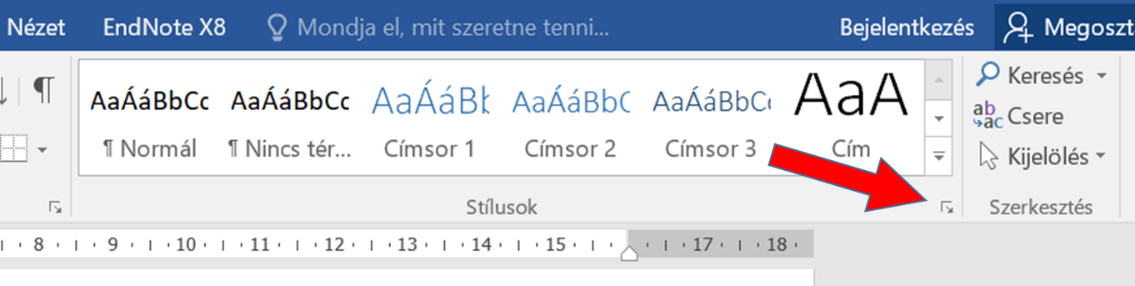 Nézet EndNote X8 Mondja el, mit szeretne tenni... Bejelentkezés Megoszt
¶ AaÁáBbCc AaÁáBbCc AaÁáBb AaÁáBbC AaÁáBbC AaA Keresés
Csere
¶ Normál ¶ Nincs tér... Címsor 1 Címsor 2 Címsor 3 Cím Kijelölés
Stílusok Szerkesztés
8 9 10 11 12 13 14 15 17 18